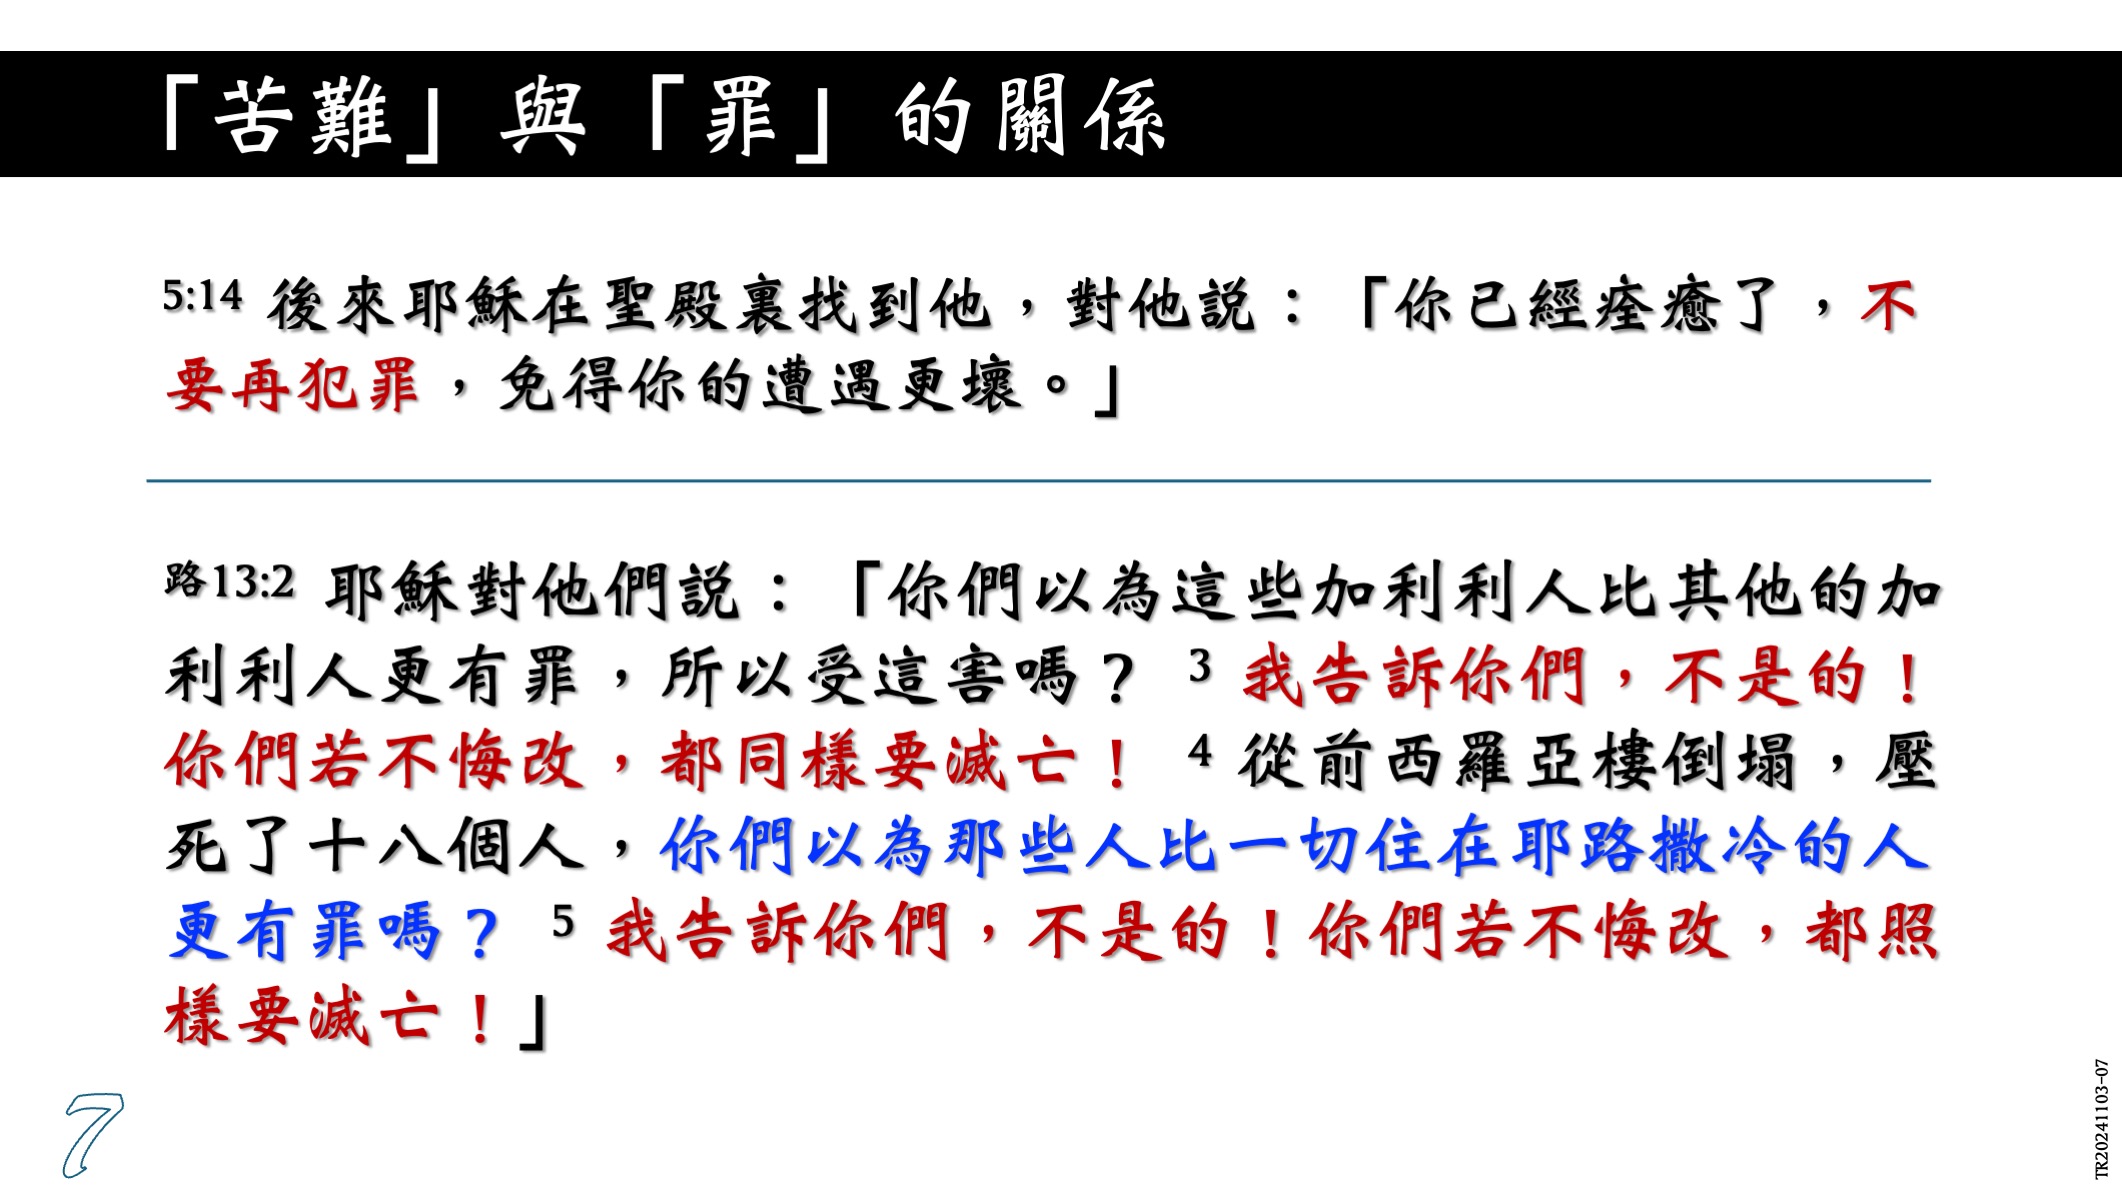 「苦難」與「罪」的關係
5:14 後來耶穌在聖殿裏找到他，對他説：「你已經痊癒了，不
要再犯罪，免得你的遭遇更壞。」
路13:2 耶穌對他們説：「你們以為這些加利利人比其他的加
利利人更有罪，所以受這害嗎？ 3 我告訴你們，不是的！
你們若不悔改，都同樣要滅亡！ 4 從前西羅亞樓倒塌，壓
死了十八個人，你們以為那些人比一切住在耶路撒冷的人
更有罪嗎？ 5 我告訴你們，不是的！你們若不悔改，都照
樣要滅亡！」
7
TR20241103-07